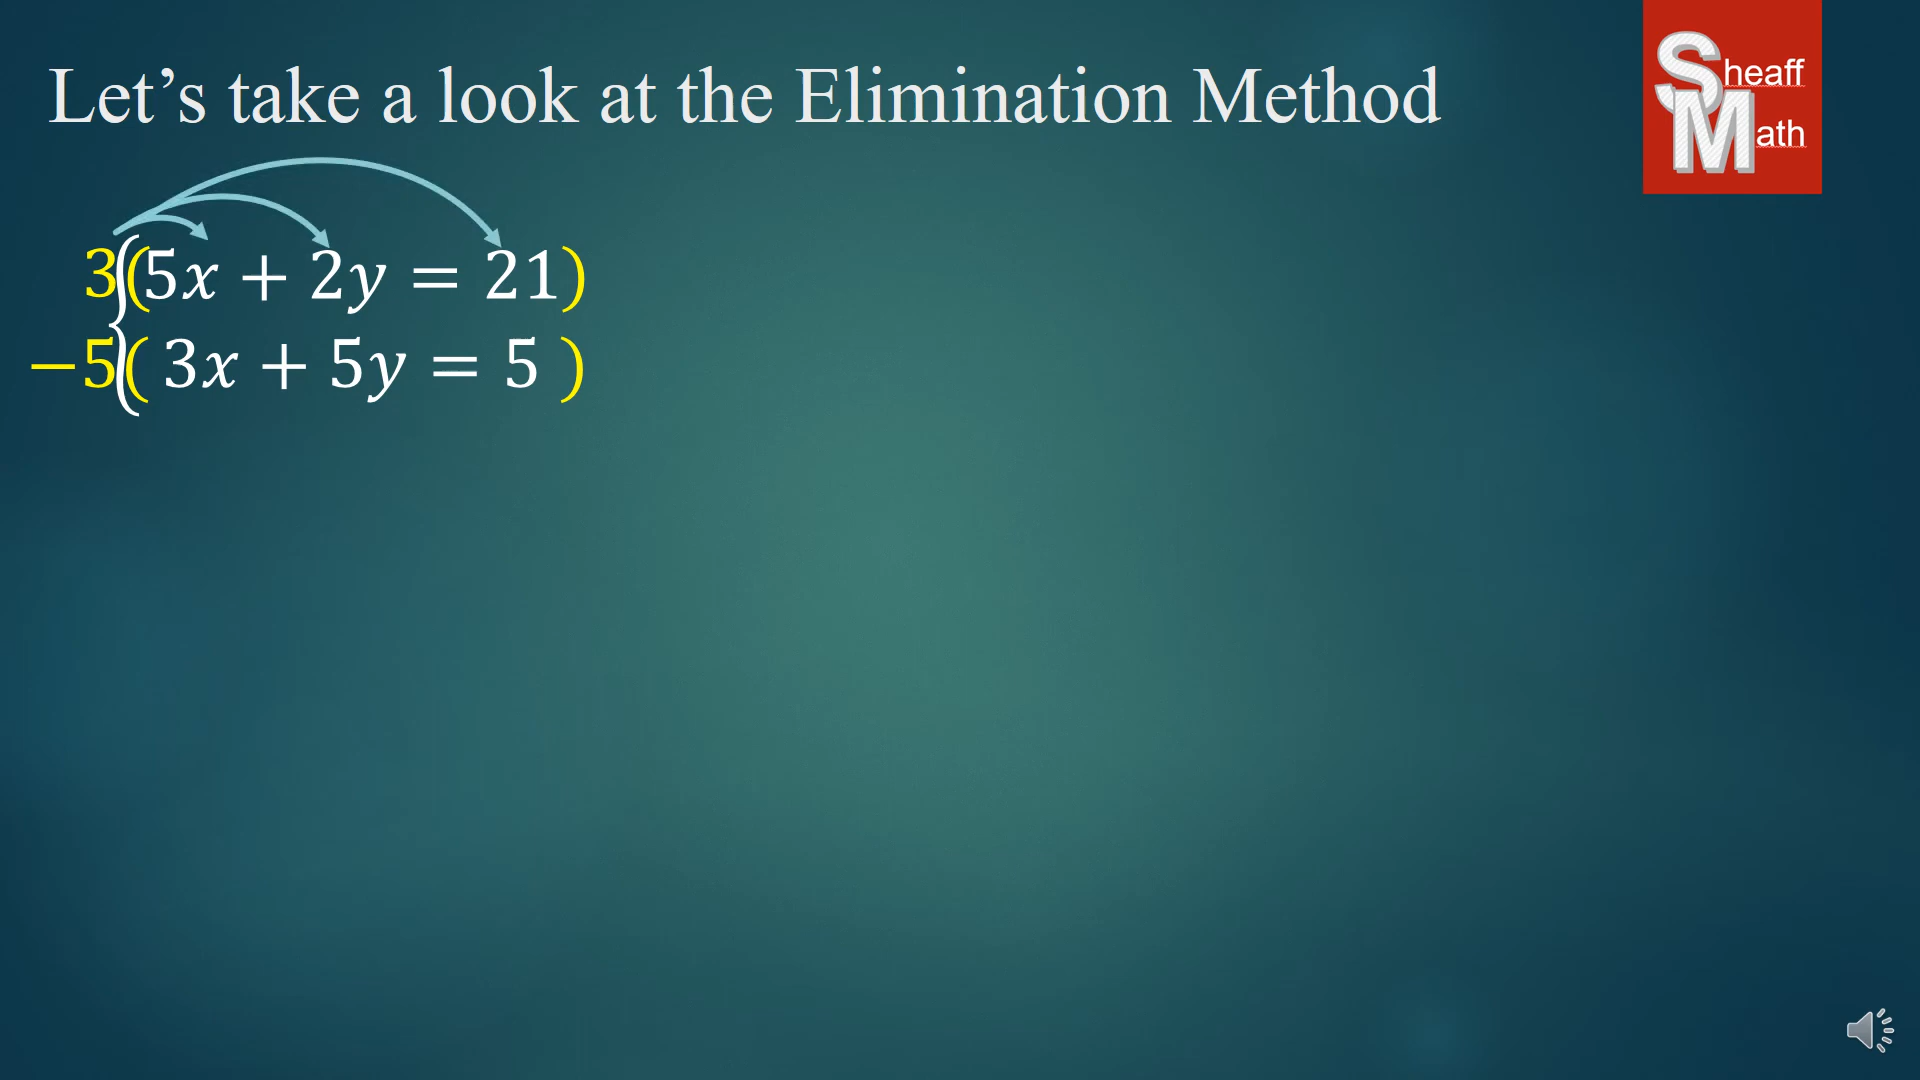 Let’s take a look at the Elimination Method
Sheaff
Math
3(5x + 2y = 21)
−5( 3x + 5y = 5 )